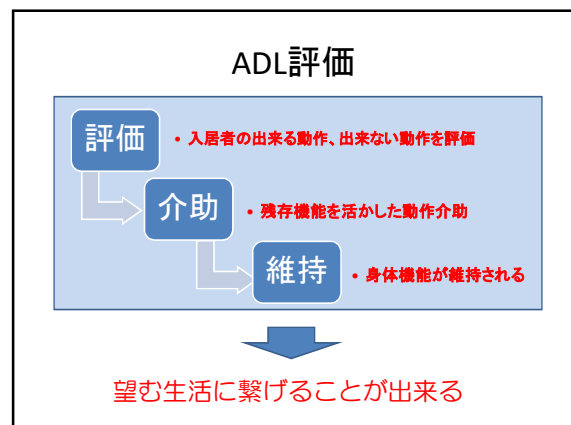 ADL評価
評価
• 入居者の出来る動作、出来ない動作を評価
介助
• 残存機能を活かした動作介助
維持
• 身体機能が維持される
望む生活に繋げることが出来る